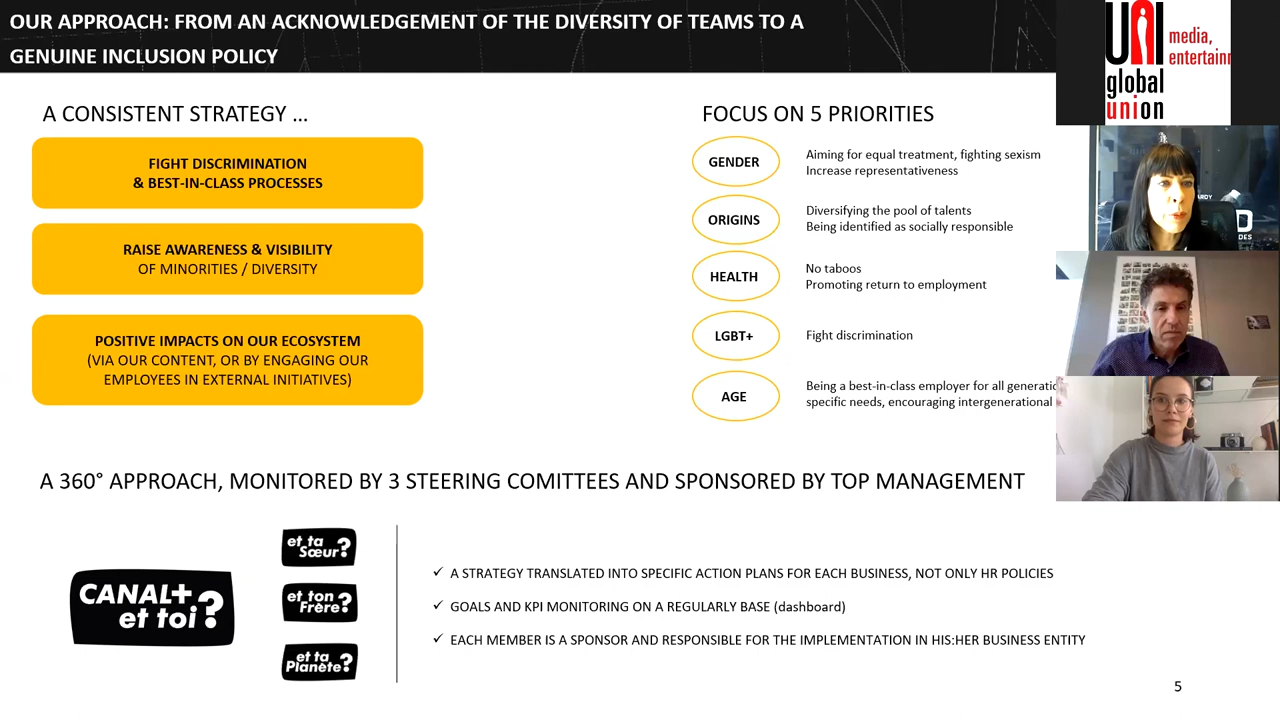 OUR APPROACH: FROM AN ACKNOWLEDGEMENT OF THE DIVERSITY OF TEAMS TO A
GENUINE INCLUSION POLICY
A CONSISTENT STRATEGY ...
FIGHT DISCRIMINATION
& BEST-IN-CLASS PROCESSES
RAISE AWARENESS & VISIBILITY
OF MINORITIES / DIVERSITY
POSITIVE IMPACTS ON OUR ECOSYSTEM
(VIA OUR CONTENT, OR BY ENGAGING OUR
EMPLOYEES IN EXTERNAL INITIATIVES)
FOCUS ON 5 PRIORITIES
GENDER
Aiming for equal treatment, fighting sexism
Increase representativeness
ORIGINS
Diversifying the pool of talents
Being identified as socially responsible
HEALTH
No taboos
Promoting return to employment
LGBT+
Fight discrimination
AGE
Being a best-in-class employer for all
specific needs, encouraging intergenerational
A 360° APPROACH, MONITORED BY 3 STEERING COMITTEES AND SPONSORED BY TOP MANAGEMENT
CANAL+
et toi?
et ta
Sœur?
et ton
Frère?
et ta
Planète?
✓ A STRATEGY TRANSLATED INTO SPECIFIC ACTION PLANS FOR EACH BUSINESS, NOT ONLY HR POLICIES
✓ GOALS AND KPI MONITORING ON A REGULARLY BASE (dashboard)
✓ EACH MEMBER IS A SPONSOR AND RESPONSIBLE FOR THE IMPLEMENTATION IN HIS:HER BUSINESS ENTITY
5
UNI
global
union
media,